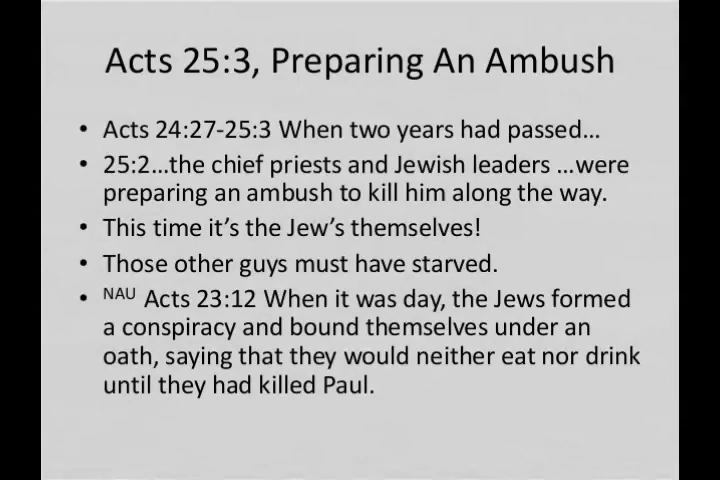 Acts 25:3, Preparing An Ambush
• Acts 24:27-25:3 When two years had passed…
• 25:2…the chief priests and Jewish leaders …were
preparing an ambush to kill him along the way.
• This time it’s the Jew’s themselves!
• Those other guys must have starved.
• NAU Acts 23:12 When it was day, the Jews formed
a conspiracy and bound themselves under an
oath, saying that they would neither eat nor drink
until they had killed Paul.